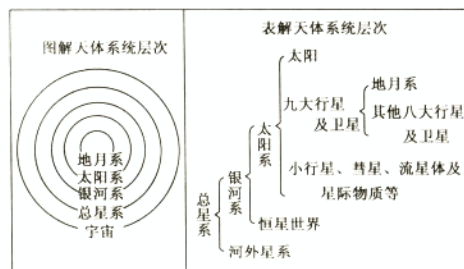 图解天体系统层次
地月系
太阳系
银河系
总星系
宇宙
表解天体系统层次
总星系
银河系
太阳系
太阳
九大行星
及卫星
地月系
其他八大行星
及卫星
小行星、彗星、流星体及
星际物质等
恒星世界
河外星系